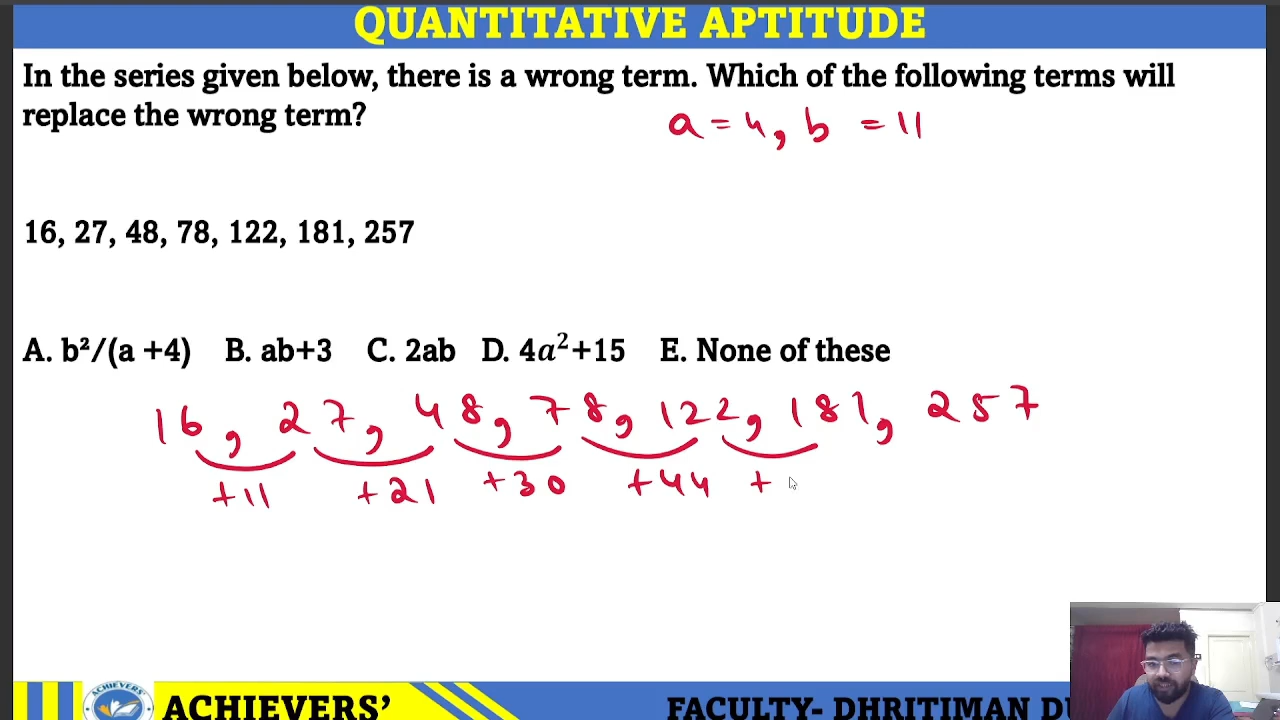 QUANTITATIVE APTITUDE
In the series given below, there is a wrong term. Which of the following terms will
replace the wrong term?
a = 4, b = 11
16, 27, 48, 78, 122, 181, 257
A. b²/(a +4) B. ab+3 C. 2ab D. 4a²+15 E. None of these
16, 27, 48, 78, 122, 181, 257
+11 +21 +30 +44 +
ACHIEVERS
ACHIEVERS’ FACULTY- DHRITIMAN